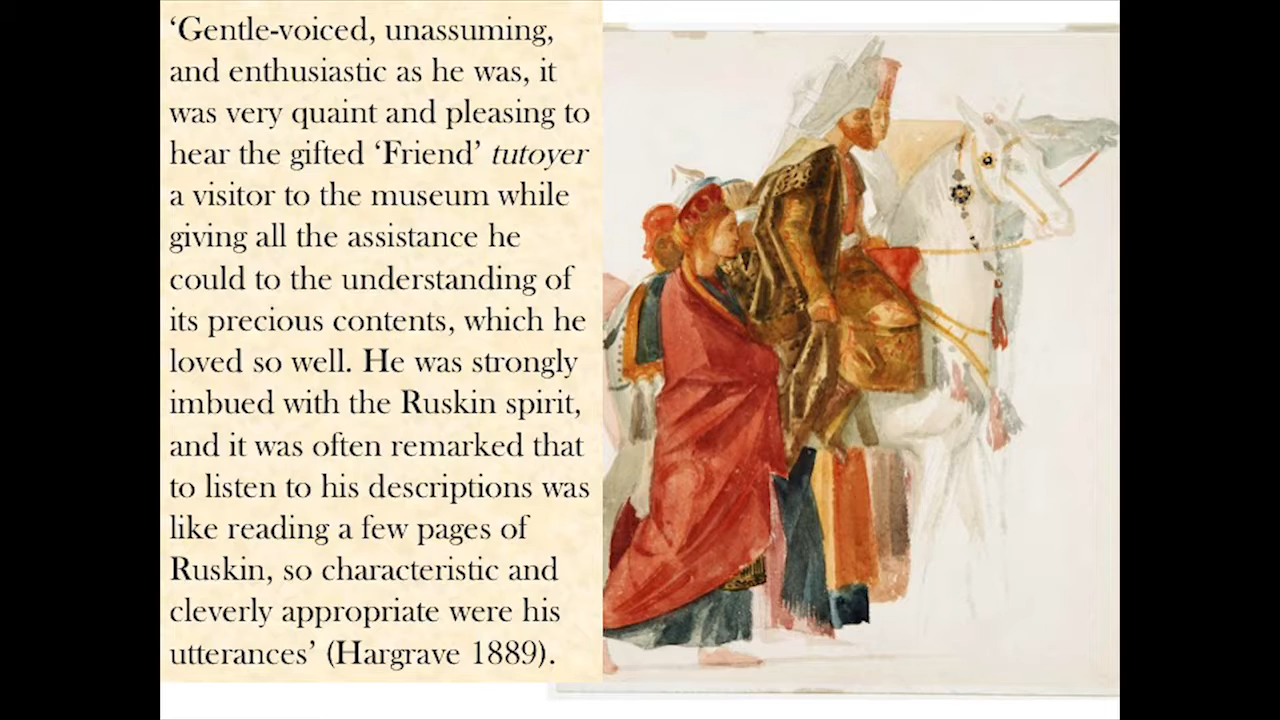 ‘Gentle-voiced, unassuming,
and enthusiastic as he was, it
was very quaint and pleasing to
hear the gifted ‘Friend’ tutoyer
a visitor to the museum while
giving all the assistance he
could to the understanding of
its precious contents, which he
loved so well. He was strongly
imbued with the Ruskin spirit,
and it was often remarked that
to listen to his descriptions was
like reading a few pages of
Ruskin, so characteristic and
cleverly appropriate were his
utterances’ (Hargrave 1889).